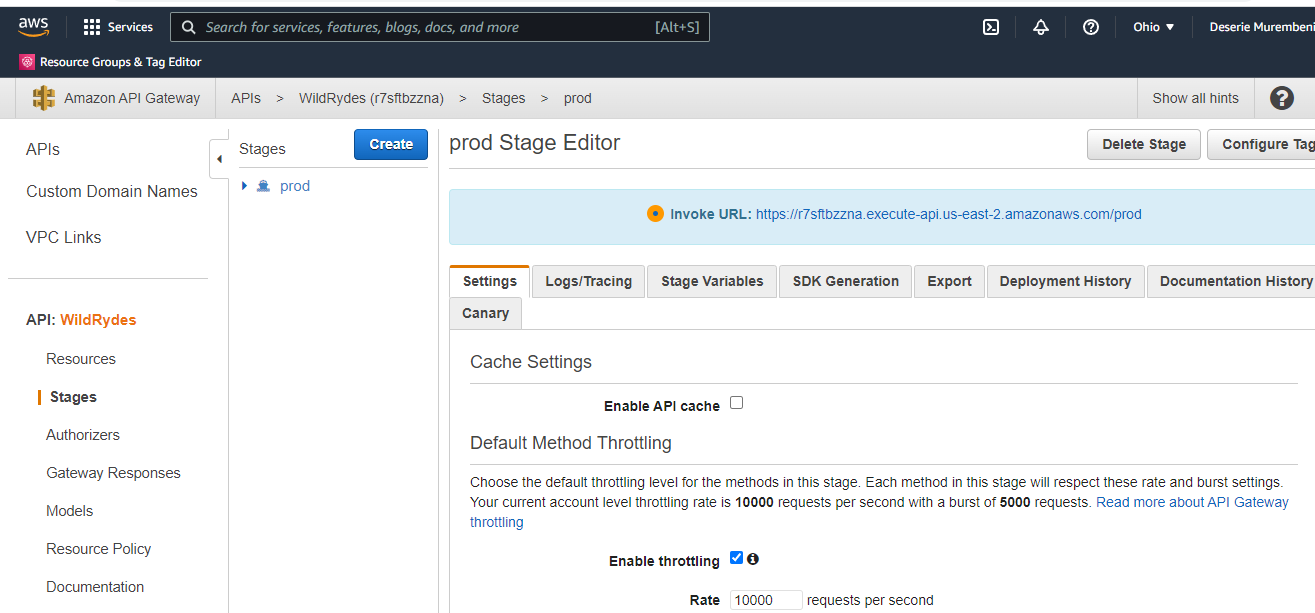 aws Services Search for services, features, blogs, docs, and more [Alt+S] Ohio Deserie Murembeni
Resource Groups & Tag Editor
Amazon API Gateway APIs > WildRydes (r7sftbzzna) > Stages > prod Show all hints ?
APIs
Custom Domain Names
VPC Links
API: WildRydes
Resources
Stages
Authorizers
Gateway Responses
Models
Resource Policy
Documentation
Stages Create
prod
prod Stage Editor Delete Stage Configure Tag
Invoke URL: https://r7sftbzzna.execute-api.us-east-2.amazonaws.com/prod
Settings Logs/Tracing Stage Variables SDK Generation Export Deployment History Documentation History
Canary
Cache Settings
Enable API cache
Default Method Throttling
Choose the default throttling level for the methods in this stage. Each method in this stage will respect these rate and burst settings.
Your current account level throttling rate is 10000 requests per second with a burst of 5000 requests. Read more about API Gateway
throttling
Enable throttling
Rate 10000 requests per second